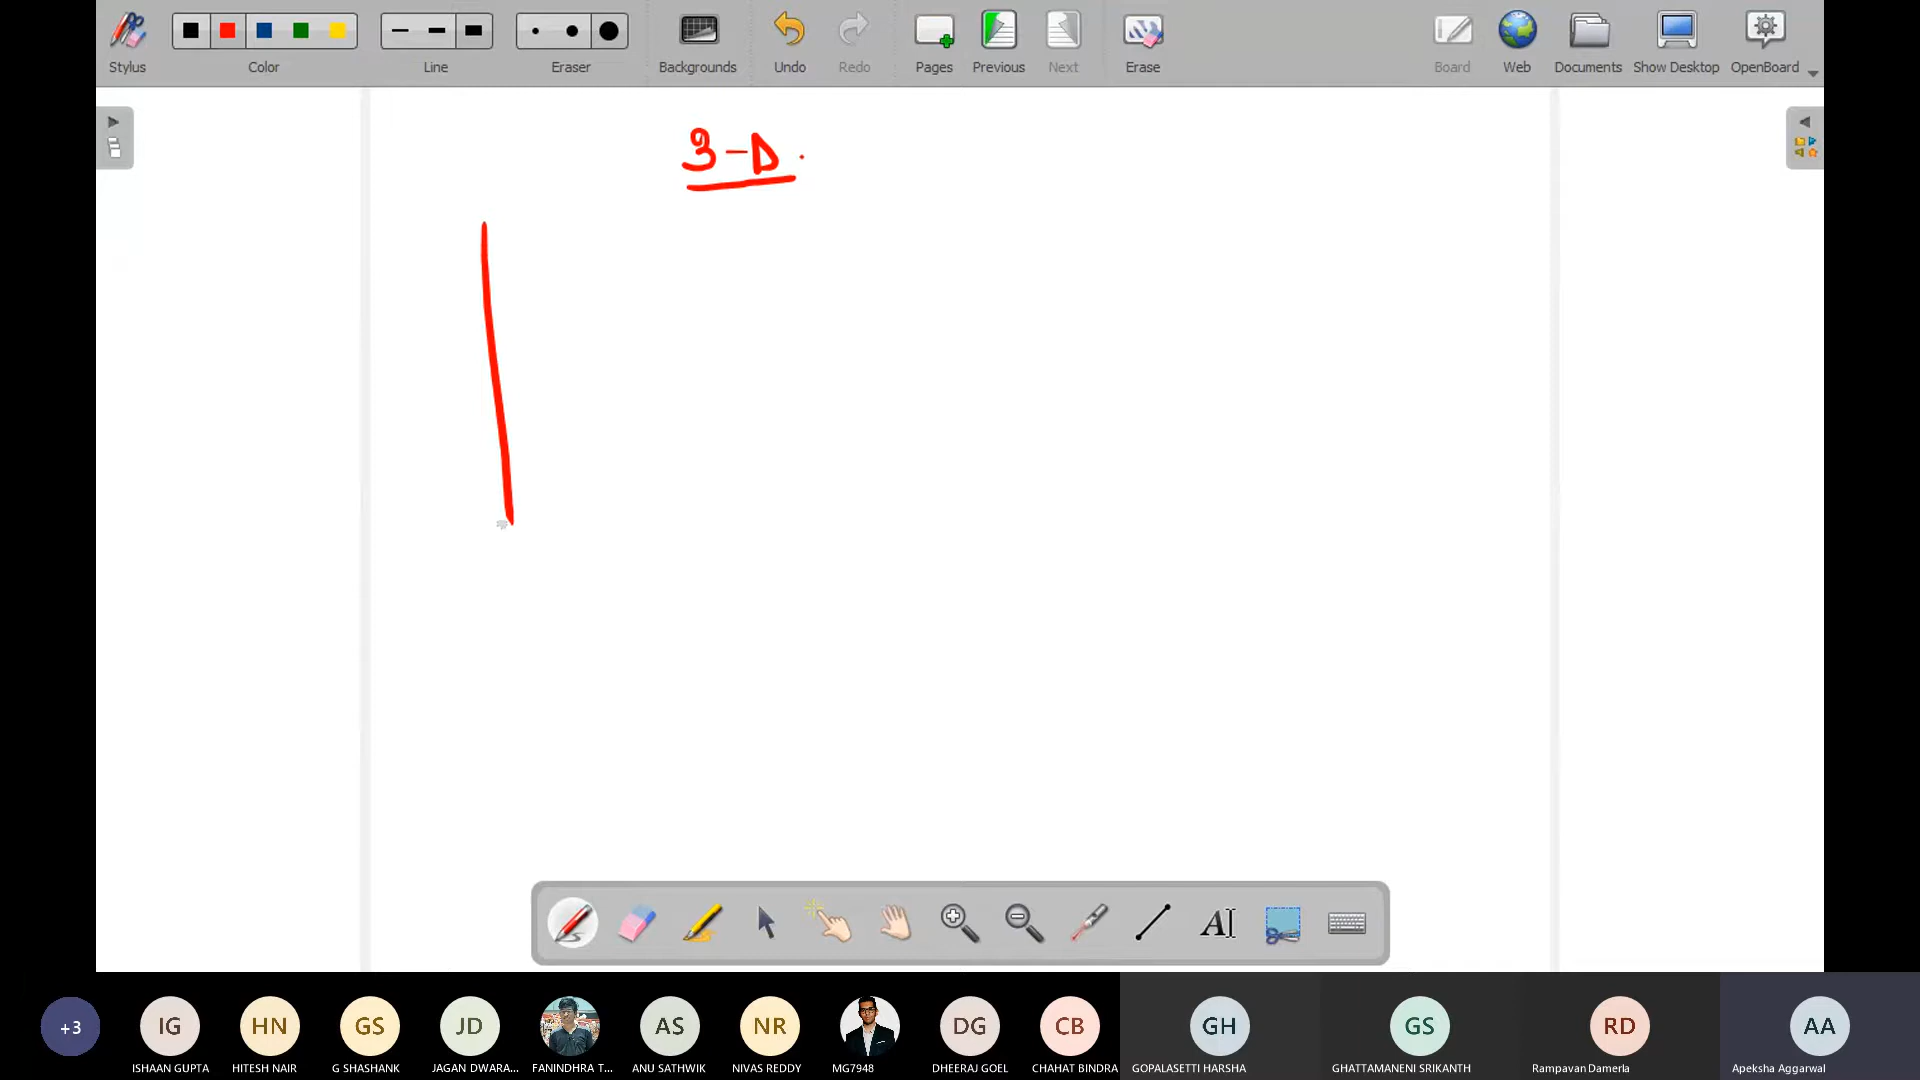 Stylus Color Line Eraser Backgrounds Undo Redo Pages Previous Next Erase Board Web Documents Show Desktop OpenBoard
3-D.
AI
+3 IG HN GS JD AS NR DG CB GH GS RD AA
ISHAAN GUPTA HITESH NAIR G SHASHANK JAGAN DWARA... FANINDHRA T... ANU SATHWIK NIVAS REDDY MG7948 DHEERAJ GOEL CHAHAT BINDRA GOPALASETTI HARSHA GHATTAMANENI SRIKANTH Rampavan Damerla Apeksha Aggarwal